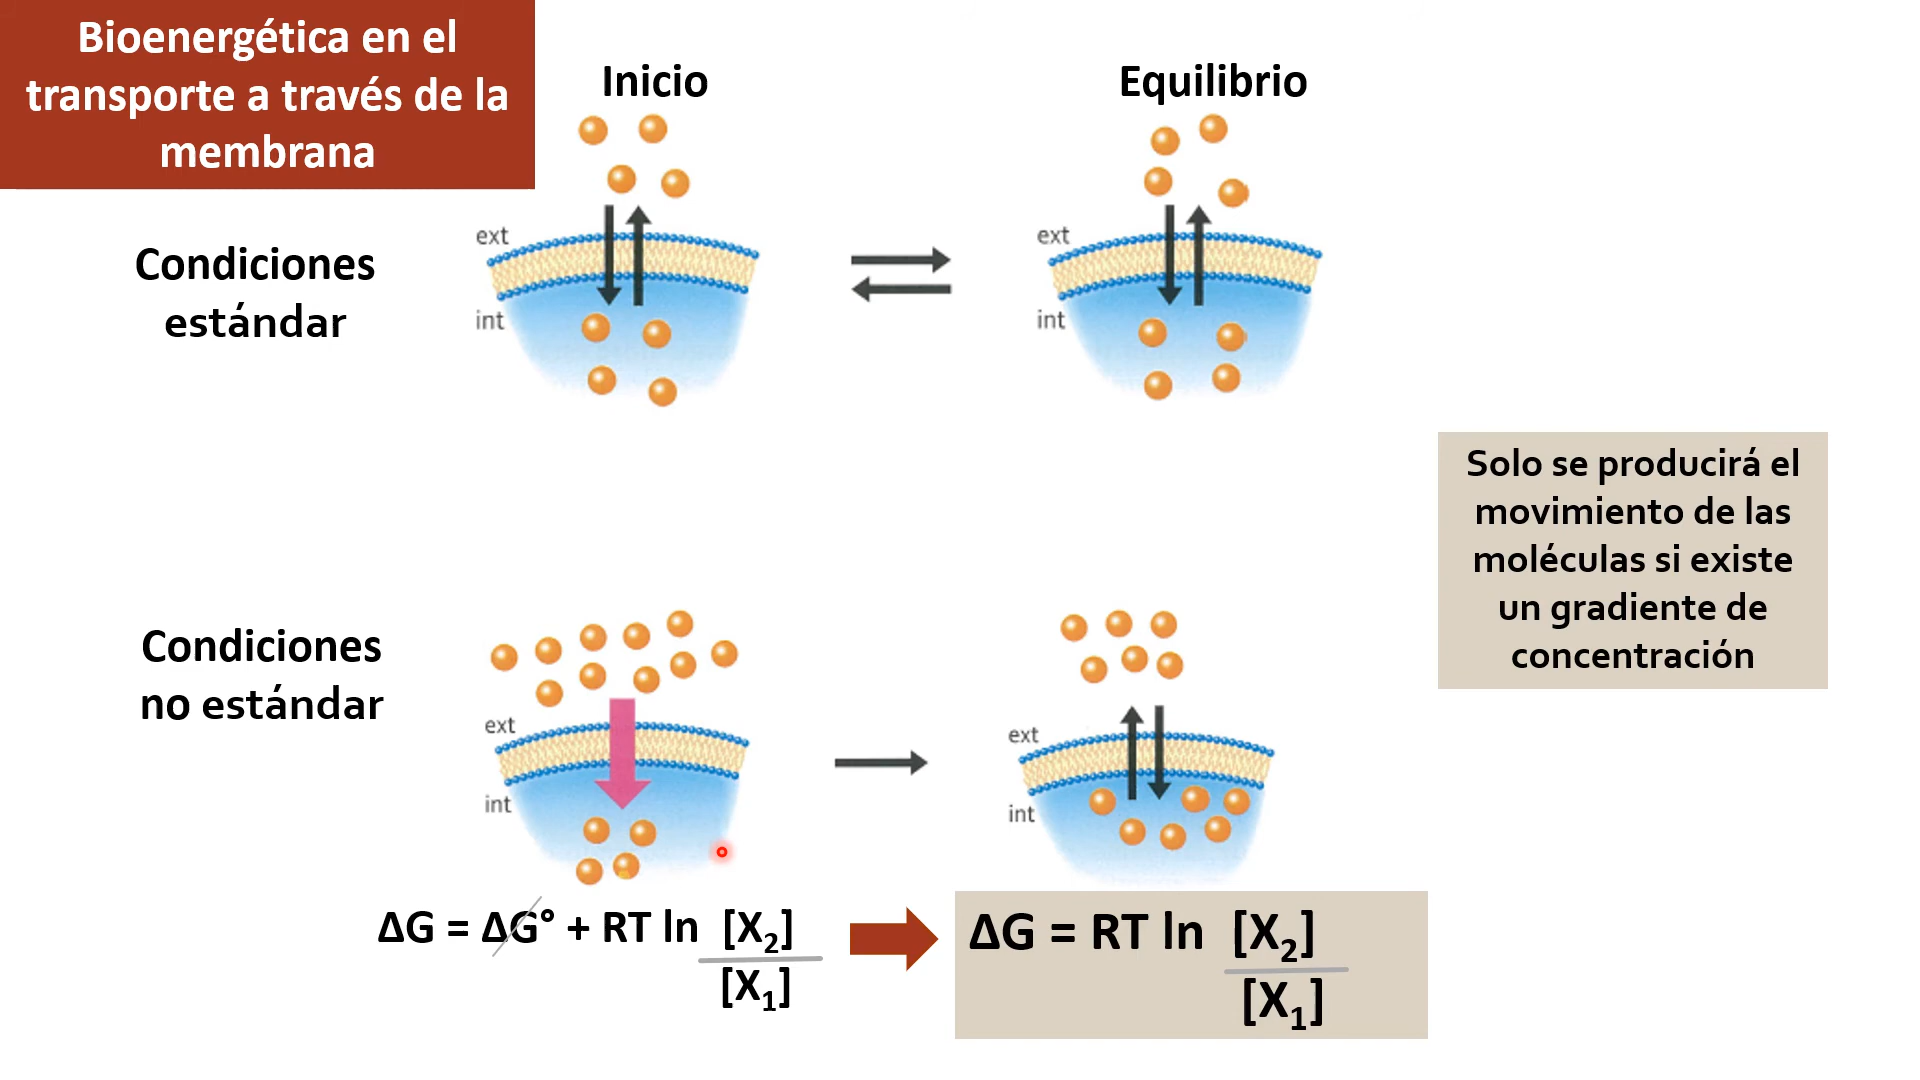 Bioenergética en el
transporte a través de la
membrana
Inicio
Equilibrio
Condiciones
estándar
ext
int
ext
int
Solo se producirá el
movimiento de las
moléculas si existe
un gradiente de
concentración
Condiciones
no estándar
ext
int
ext
int
ΔG = ΔG° + RT ln [X₂]
[X₁]
ΔG = RT ln [X₂]
[X₁]